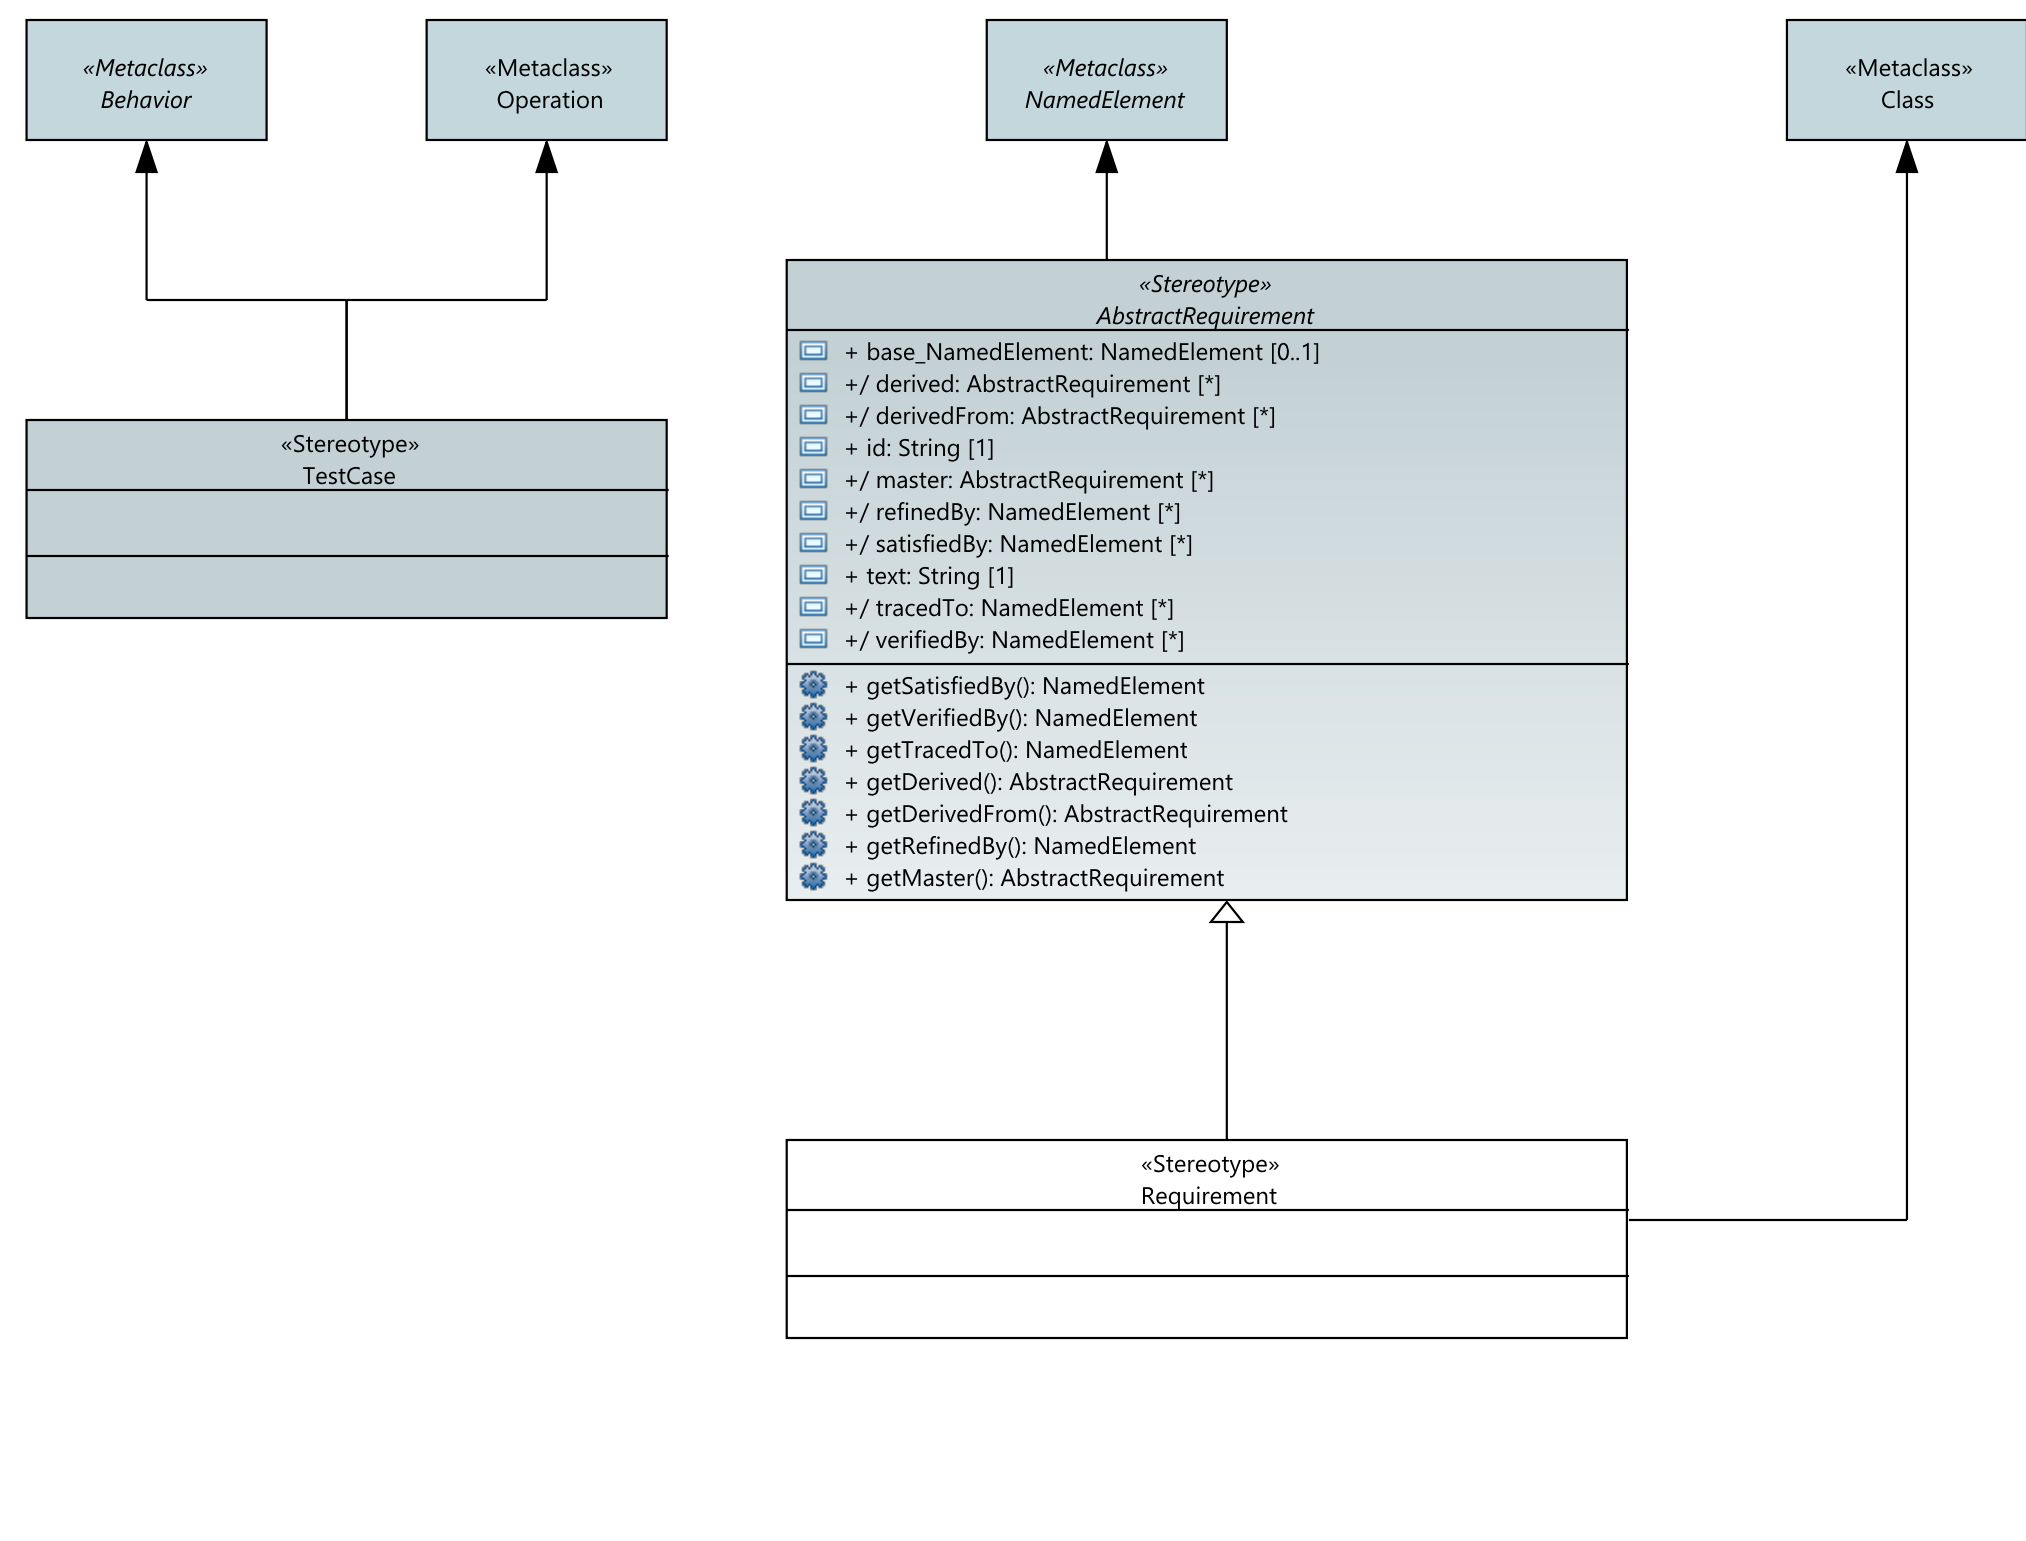 «Metaclass»
Behavior
«Metaclass»
Operation
«Metaclass»
NamedElement
«Metaclass»
Class
«Stereotype»
TestCase
«Stereotype»
AbstractRequirement
+ base_NamedElement: NamedElement [0..1]
+/ derived: AbstractRequirement [*]
+/ derivedFrom: AbstractRequirement [*]
+ id: String [1]
+/ master: AbstractRequirement [*]
+/ refinedBy: NamedElement [*]
+/ satisfiedBy: NamedElement [*]
+ text: String [1]
+/ tracedTo: NamedElement [*]
+/ verifiedBy: NamedElement [*]
+ getSatisfiedBy(): NamedElement
+ getVerifiedBy(): NamedElement
+ getTracedTo(): NamedElement
+ getDerived(): AbstractRequirement
+ getDerivedFrom(): AbstractRequirement
+ getRefinedBy(): NamedElement
+ getMaster(): AbstractRequirement
«Stereotype»
Requirement